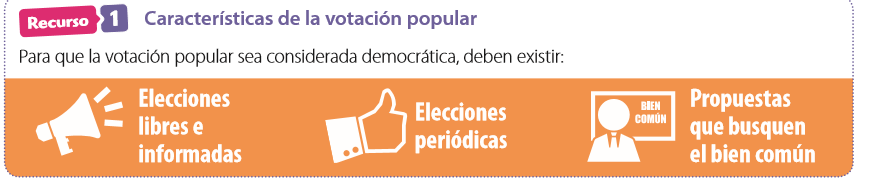 Recurso 1 Características de la votación popular
Para que la votación popular sea considerada democrática, deben existir:
Elecciones
libres e
informadas
Elecciones
periódicas
BIEN
COMÚN
Propuestas
que busquen
el bien común